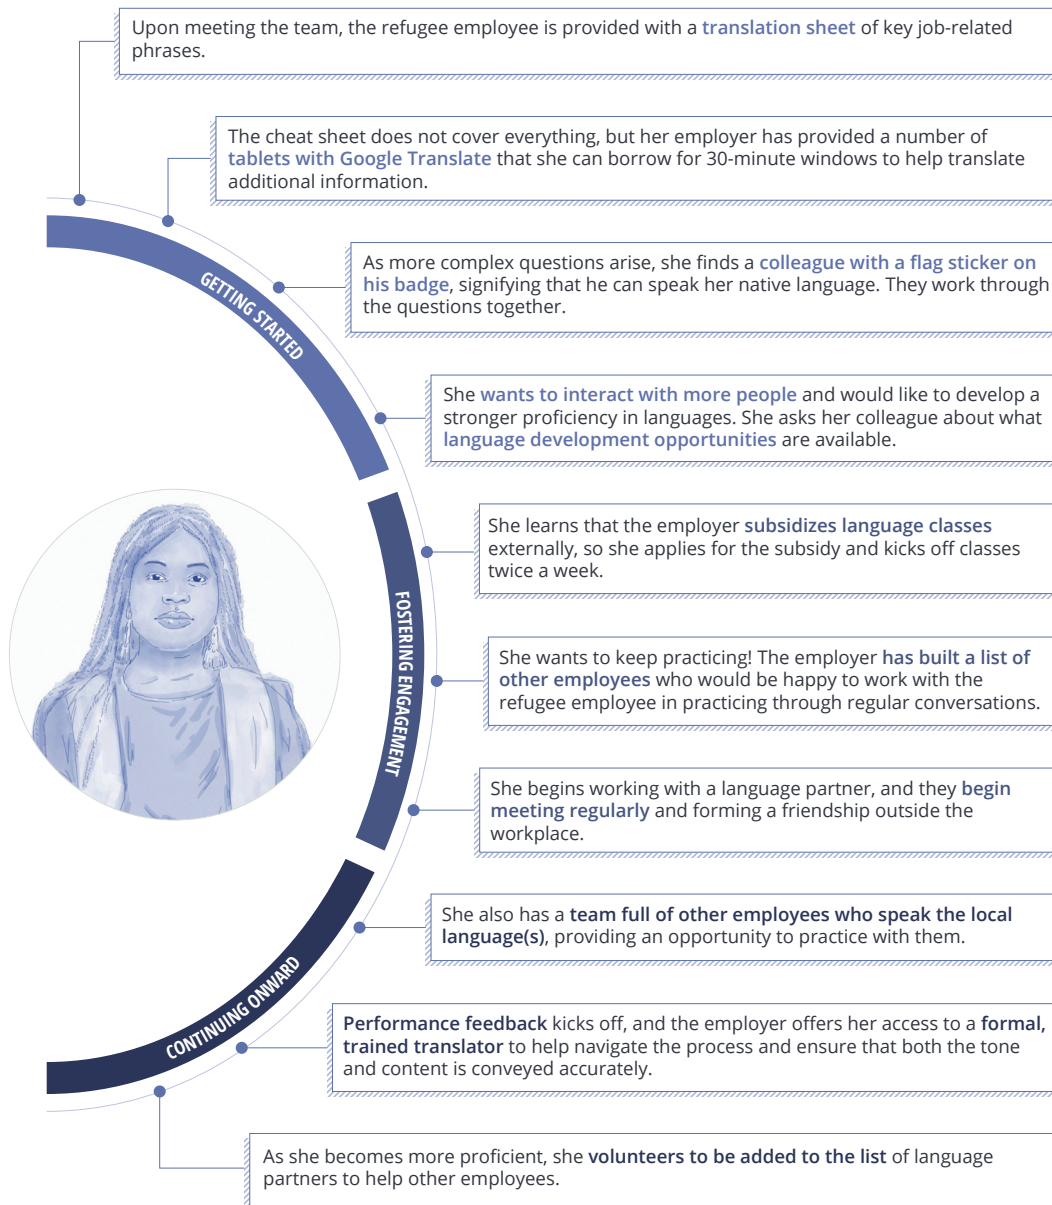 Upon meeting the team, the refugee employee is provided with a translation sheet of key job-related
phrases.
The cheat sheet does not cover everything, but her employer has provided a number of
tablets with Google Translate that she can borrow for 30-minute windows to help translate
additional information.
As more complex questions arise, she finds a colleague with a flag sticker on
his badge, signifying that he can speak her native language. They work through
the questions together.
GETTING STARTED
She wants to interact with more people and would like to develop a
stronger proficiency in languages. She asks her colleague about what
language development opportunities are available.
She learns that the employer subsidizes language classes
externally, so she applies for the subsidy and kicks off classes
twice a week.
FOSTERING ENGAGEMENT
She wants to keep practicing! The employer has built a list of
other employees who would be happy to work with the
refugee employee in practicing through regular conversations.
She begins working with a language partner, and they begin
meeting regularly and forming a friendship outside the
workplace.
She also has a team full of other employees who speak the local
language(s), providing an opportunity to practice with them.
CONTINUING ONWARD
Performance feedback kicks off, and the employer offers her access to a formal,
trained translator to help navigate the process and ensure that both the tone
and content is conveyed accurately.
As she becomes more proficient, she volunteers to be added to the list of language
partners to help other employees.